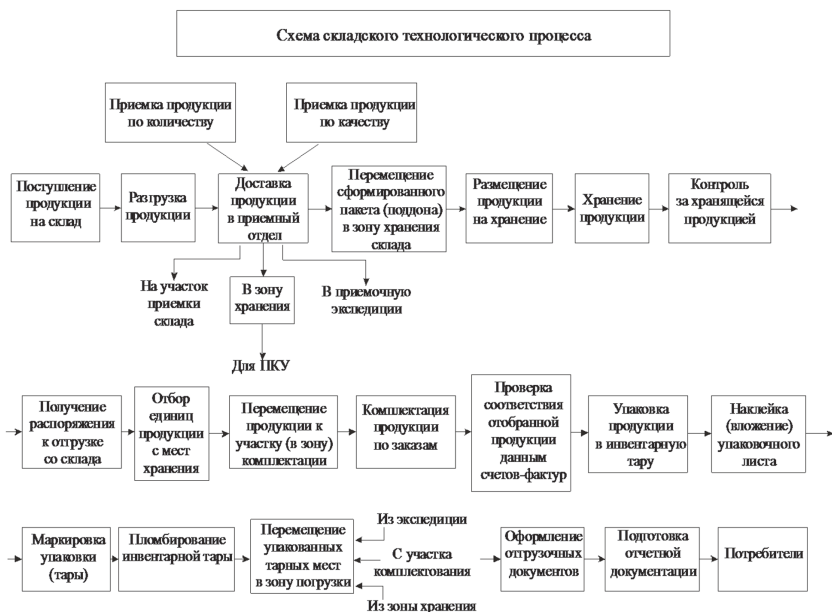 Схема складского технологического процесса
Приемка продукции
по количеству
Приемка продукции
по качеству
Поступление
продукции
на склад
Разгрузка
продукции
Доставка
продукции
в приемный
отдел
Перемещение
сформированного
пакета (поддона)
в зону хранения
склада
Размещение
продукции
на хранение
Хранение
продукции
Контроль
за хранящейся
продукцией
На участок
приемки
склада
В зону
хранения
В приемочную
экспедиции
Для ПКУ
Получение
распоряжения
к отгрузке
со склада
Отбор
единиц
продукции
с мест
хранения
Перемещение
продукции к
участку (в зону)
комплектации
Комплектация
продукции
по заказам
Проверка
соответствия
отобранной
продукции
данным
счетов-фактур
Упаковка
продукции
в инвентарную
тару
Наклейка
(вложение)
упаковочного
листа
Маркировка
упаковки
(тары)
Пломбирование
инвентарной тары
Перемещение
упакованных
тарных мест
в зону погрузки
Из экспедиции
С участка
комплектования
Из зоны хранения
Оформление
отгрузочных
документов
Подготовка
отчетной
документации
Потребители